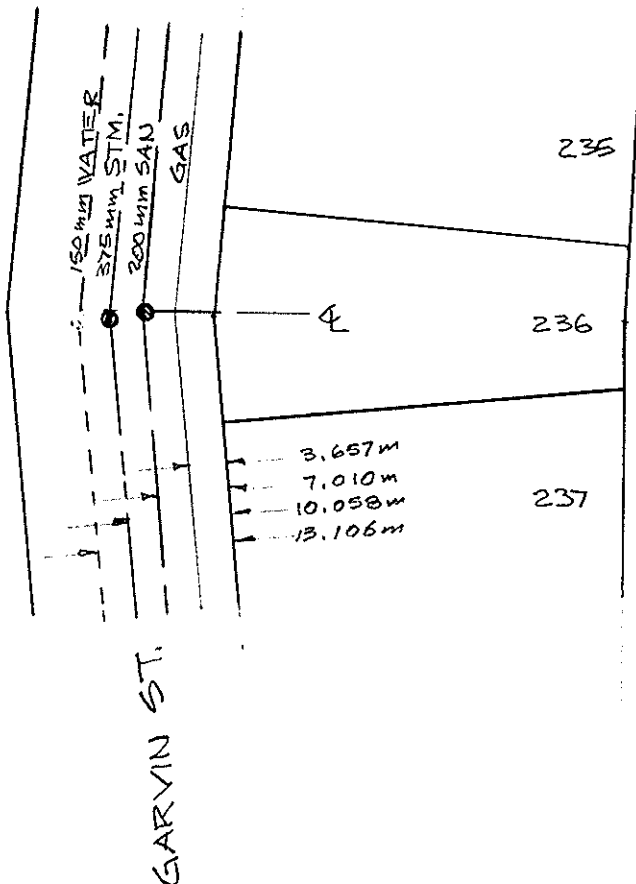 150mm WATER
375mm STM.
200mm SAN
GAS
235
℄
236
3.657m
7.010m
10.058m
13.106m
237
GARVIN ST.